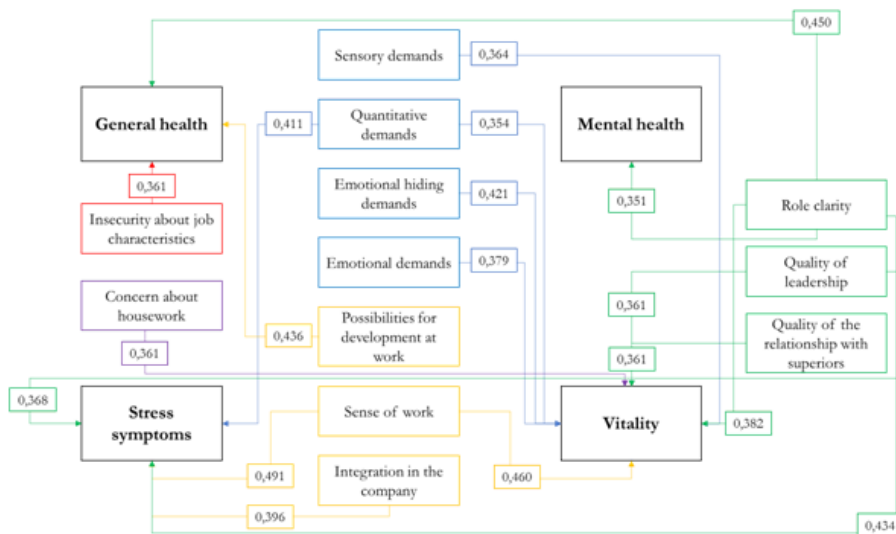 0,450
Sensory demands
0,364
General health
0,411
Quantitative
demands
0,354
Mental health
0,361
Emotional hiding
demands
0,421
0,351
Role clarity
Insecurity about job
characteristics
Emotional demands
0,379
Quality of
leadership
Concern about
housework
0,361
0,436
Possibilities for
development at
work
Quality of the
relationship with
superiors
0,361
0,361
0,368
Stress
symptoms
Sense of work
Vitality
0,382
0,491
Integration in the
company
0,460
0,396
0,434